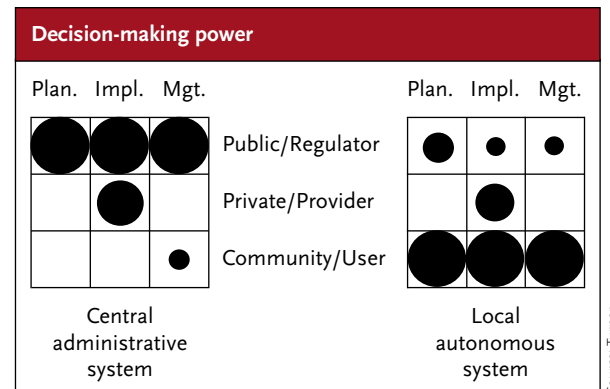 Decision-making power
Plan. Impl. Mgt.
Plan. Impl. Mgt.
Public/Regulator
Private/Provider
Community/User
Central
administrative
system
Local
autonomous
system